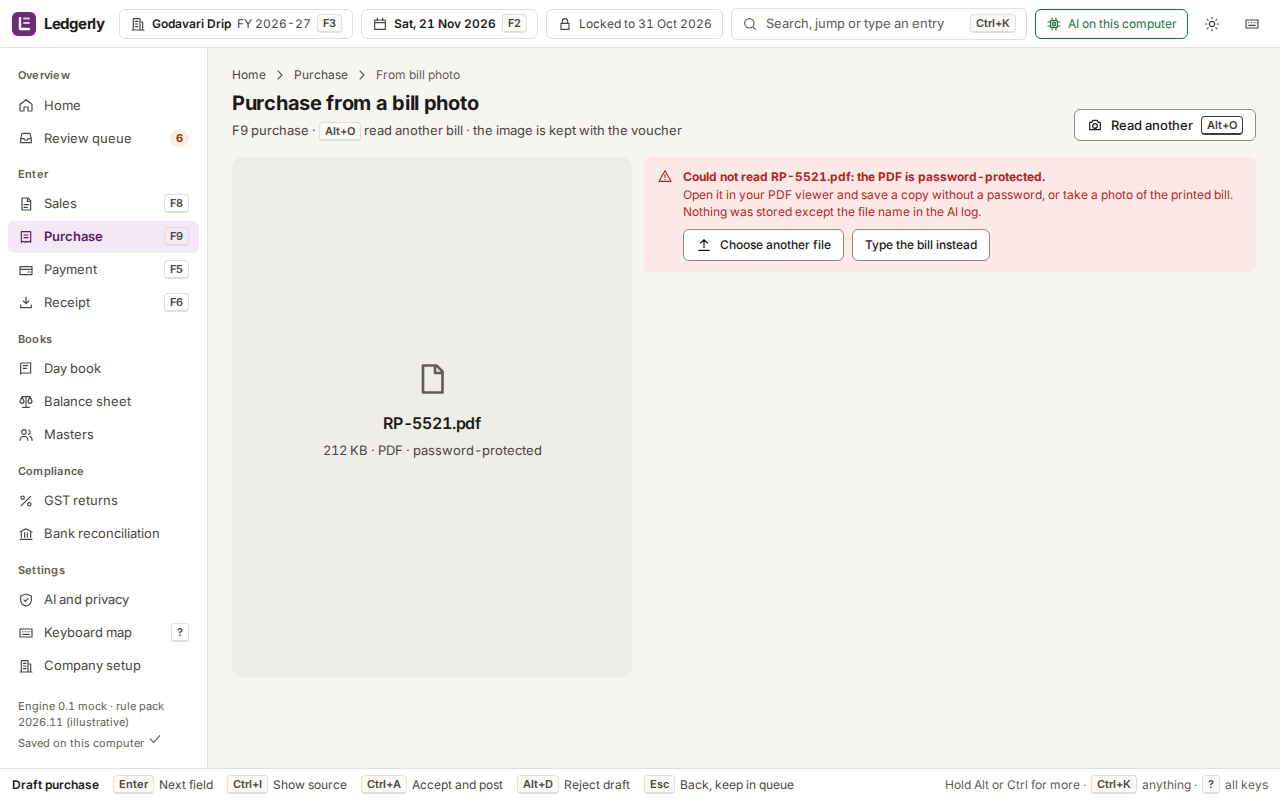 Ledgerly
Godavari Drip FY 2026-27 F3
Sat, 21 Nov 2026 F2
Locked to 31 Oct 2026
Search, jump or type an entry Ctrl+K
AI on this computer
Overview
Home
Review queue 6
Enter
Sales F8
Purchase F9
Payment F5
Receipt F6
Books
Day book
Balance sheet
Masters
Compliance
GST returns
Bank reconciliation
Settings
AI and privacy
Keyboard map ?
Company setup
Engine 0.1 mock · rule pack
2026.11 (illustrative)
Saved on this computer
Home > Purchase > From bill photo
Purchase from a bill photo
F9 purchase · Alt+O read another bill · the image is kept with the voucher
Read another Alt+O
RP-5521.pdf
212 KB · PDF · password-protected
Could not read RP-5521.pdf: the PDF is password-protected.
Open it in your PDF viewer and save a copy without a password, or take a photo of the printed bill.
Nothing was stored except the file name in the AI log.
Choose another file
Type the bill instead
Draft purchase Enter Next field Ctrl+I Show source Ctrl+A Accept and post Alt+D Reject draft Esc Back, keep in queue
Hold Alt or Ctrl for more · Ctrl+K anything · ? all keys